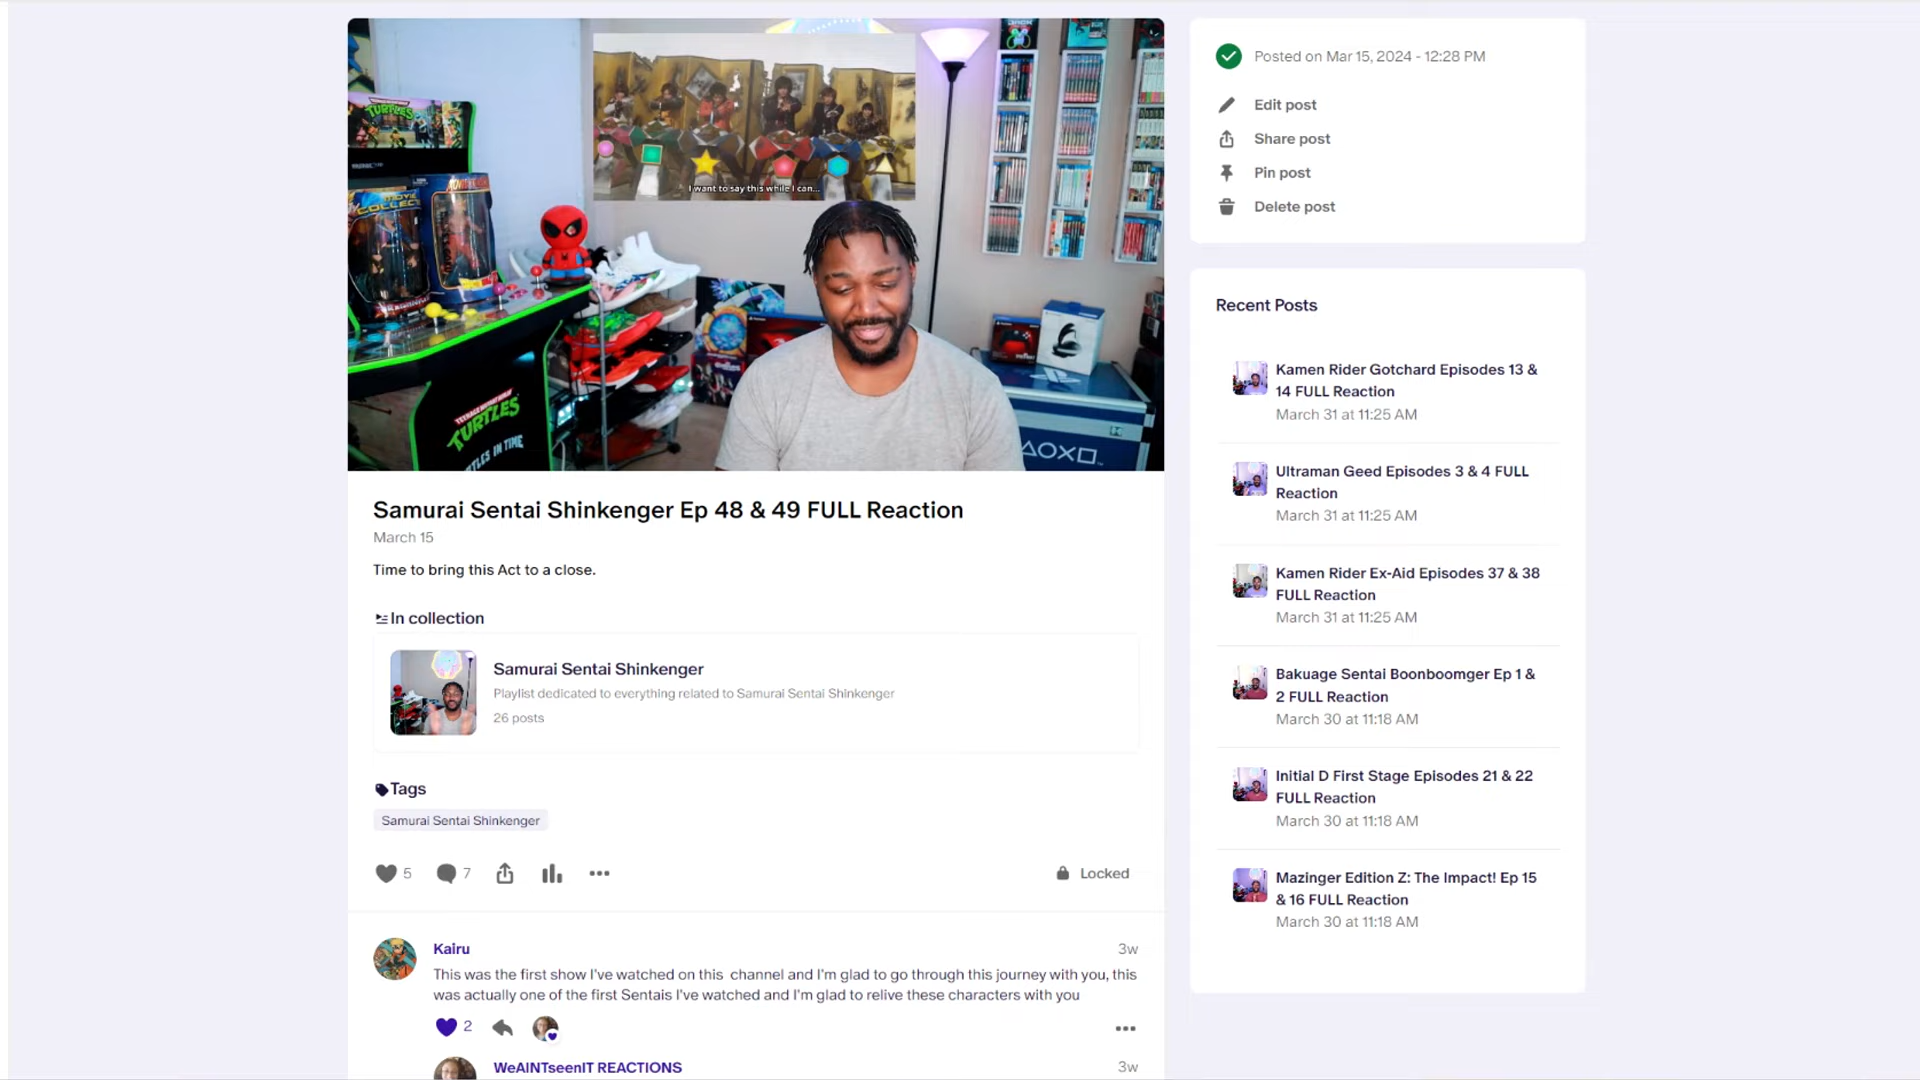 TURTLES
MOVIE
COLLEC
I want to say this while I can...
TEENAGE MUTANT NINJA
TURTLES
TLES IN TIME
Samurai Sentai Shinkenger Ep 48 & 49 FULL Reaction
March 15
Time to bring this Act to a close.
In collection
Samurai Sentai Shinkenger
Playlist dedicated to everything related to Samurai Sentai Shinkenger
26 posts
Tags
Samurai Sentai Shinkenger
5
7
Locked
Kairu
3w
This was the first show I've watched on this channel and I'm glad to go through this journey with you, this
was actually one of the first Sentais I've watched and I'm glad to relive these characters with you
2
WeAINTseenIT REACTIONS
3w
Posted on Mar 15, 2024 - 12:28 PM
Edit post
Share post
Pin post
Delete post
Recent Posts
Kamen Rider Gotchard Episodes 13 &
14 FULL Reaction
March 31 at 11:25 AM
Ultraman Geed Episodes 3 & 4 FULL
Reaction
March 31 at 11:25 AM
Kamen Rider Ex-Aid Episodes 37 & 38
FULL Reaction
March 31 at 11:25 AM
Bakuage Sentai Boonboomger Ep 1 &
2 FULL Reaction
March 30 at 11:18 AM
Initial D First Stage Episodes 21 & 22
FULL Reaction
March 30 at 11:18 AM
Mazinger Edition Z: The Impact! Ep 15
& 16 FULL Reaction
March 30 at 11:18 AM